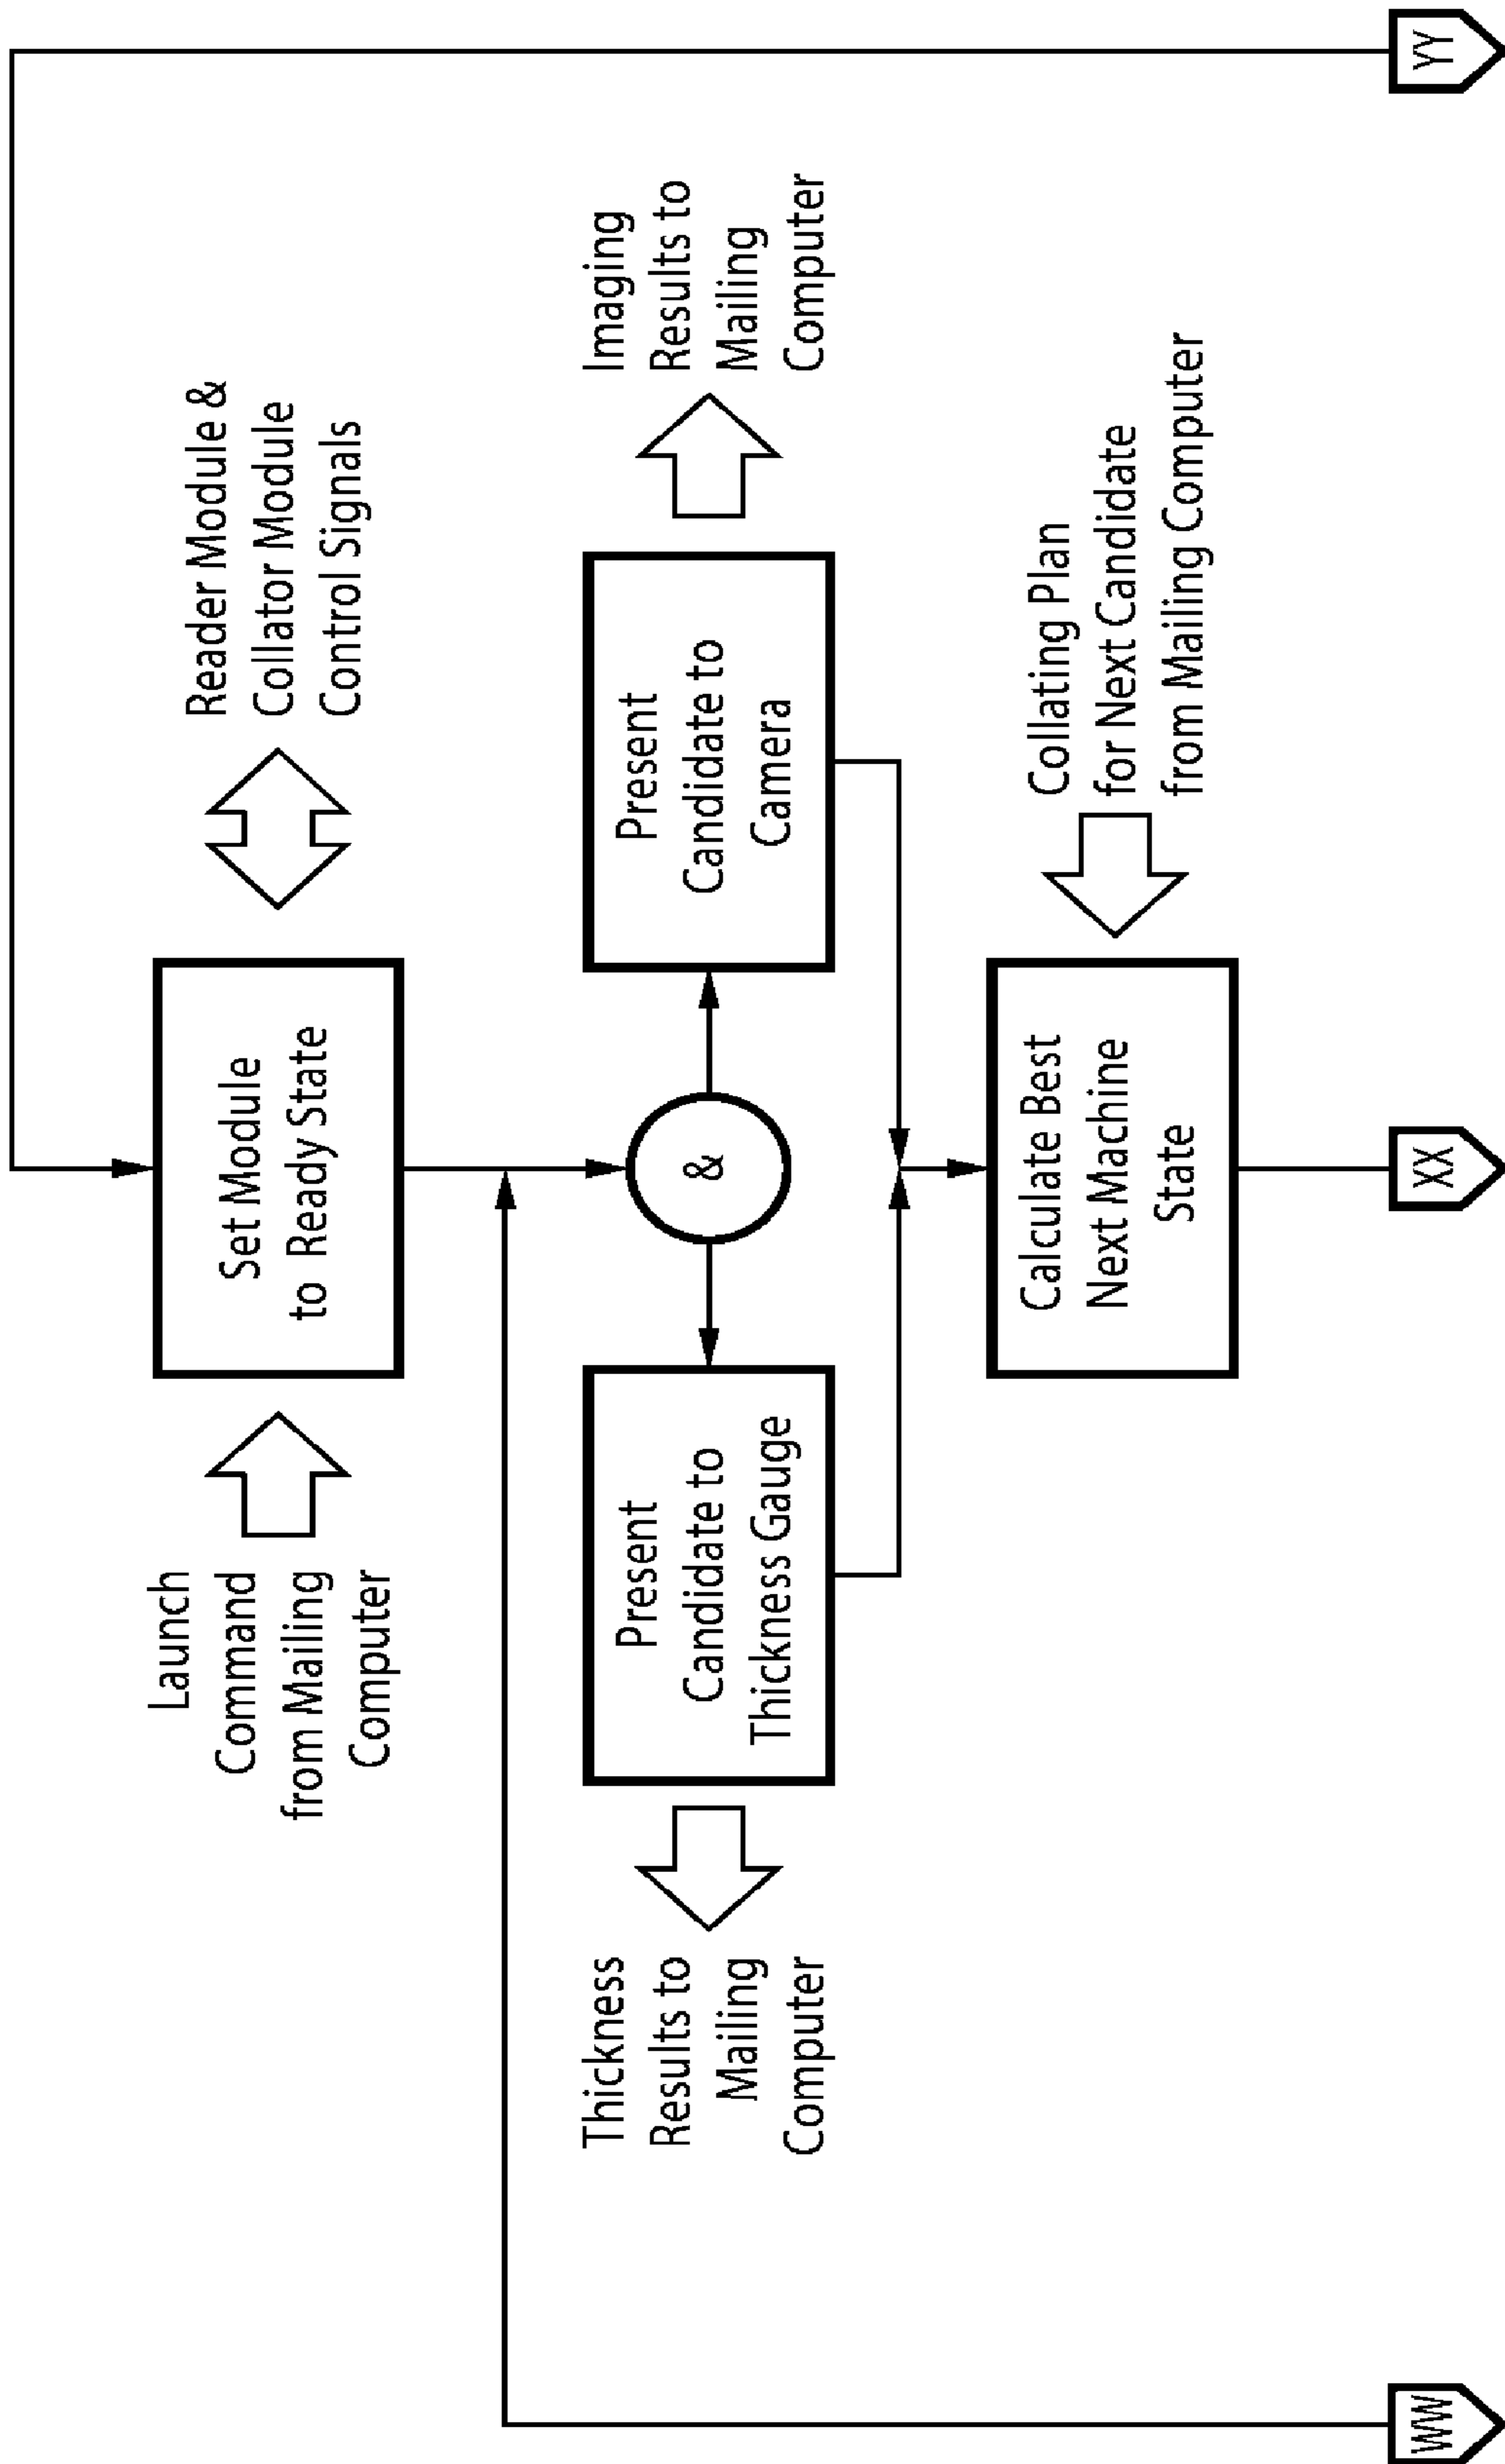 Launch
Command
from Mailing
Computer
Set Module
to Ready State
Reader Module &
Collator Module
Control Signals
Thickness
Results to
Mailing
Computer
Present
Candidate to
Thickness Gauge
&
Present
Candidate to
Camera
Imaging
Results to
Mailing
Computer
Calculate Best
Next Machine
State
Collating Plan
for Next Candidate
from Mailing Computer
WW
XX
YY